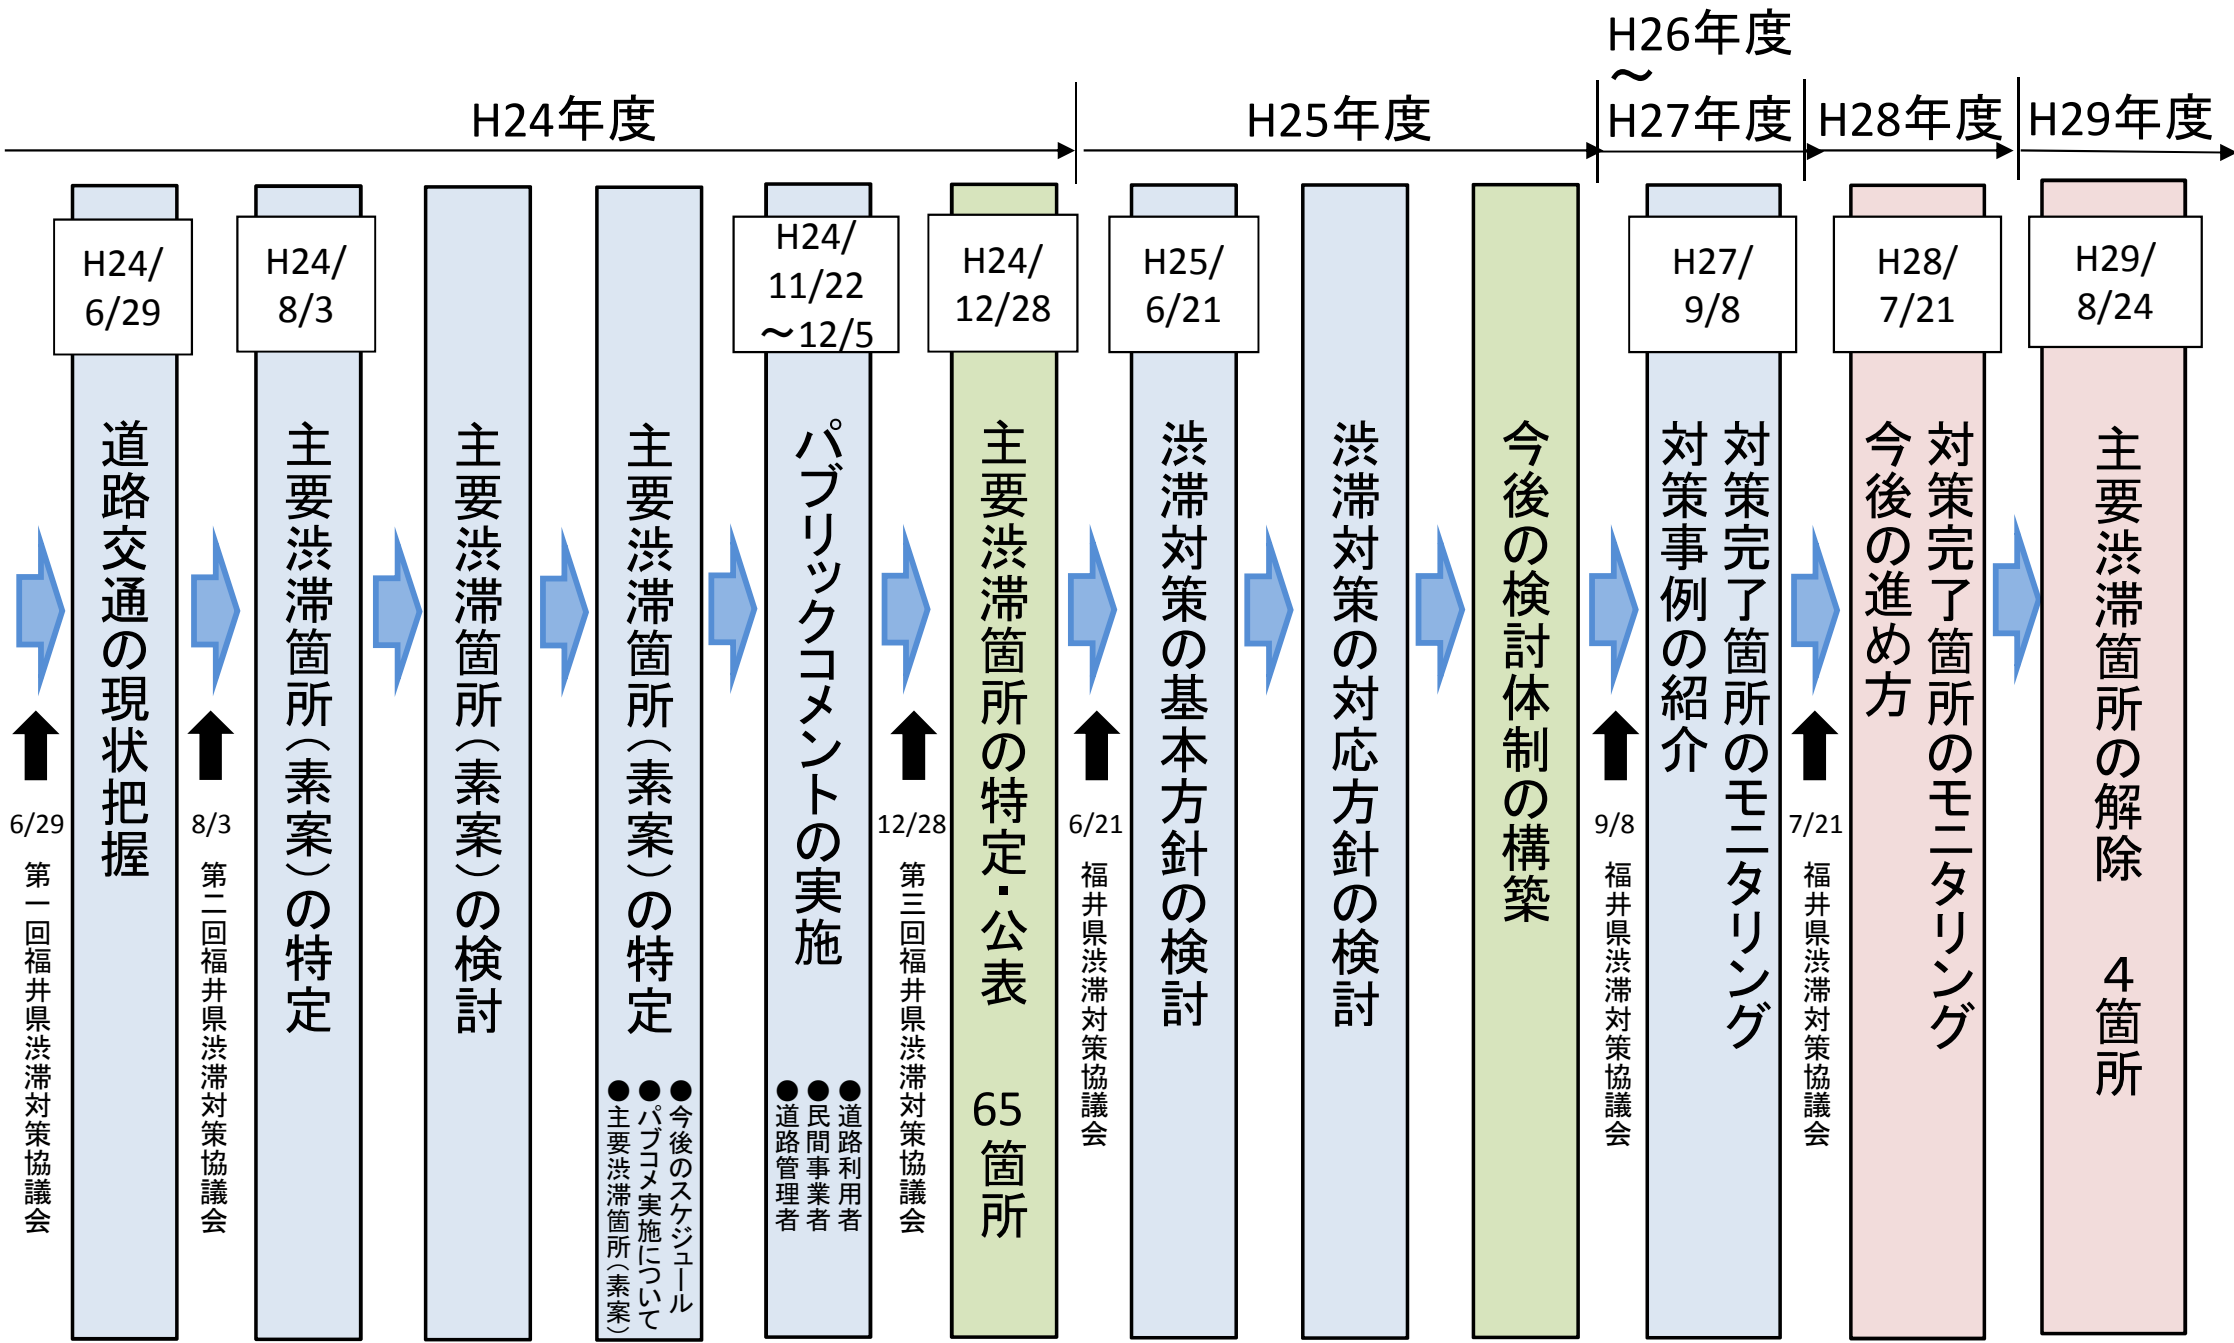 H24年度
H25年度
H26年度
～
H27年度
H28年度
H29年度
6/29
第一回福井県渋滞対策協議会
H24/
6/29
道路交通の現状把握
8/3
第二回福井県渋滞対策協議会
H24/
8/3
主要渋滞箇所（素案）の特定
主要渋滞箇所（素案）の検討
主要渋滞箇所（素案）の特定
●今後のスケジュール
●パブコメ実施について
●主要渋滞箇所（素案）
H24/
11/22
～12/5
パブリックコメントの実施
●道路利用者
●民間事業者
●道路管理者
12/28
第三回福井県渋滞対策協議会
H24/
12/28
主要渋滞箇所の特定・公表　65箇所
6/21
福井県渋滞対策協議会
H25/
6/21
渋滞対策の基本方針の検討
渋滞対策の対応方針の検討
今後の検討体制の構築
9/8
福井県渋滞対策協議会
H27/
9/8
対策完了箇所のモニタリング
対策事例の紹介
7/21
福井県渋滞対策協議会
H28/
7/21
対策完了箇所のモニタリング
今後の進め方
H29/
8/24
主要渋滞箇所の解除　４箇所